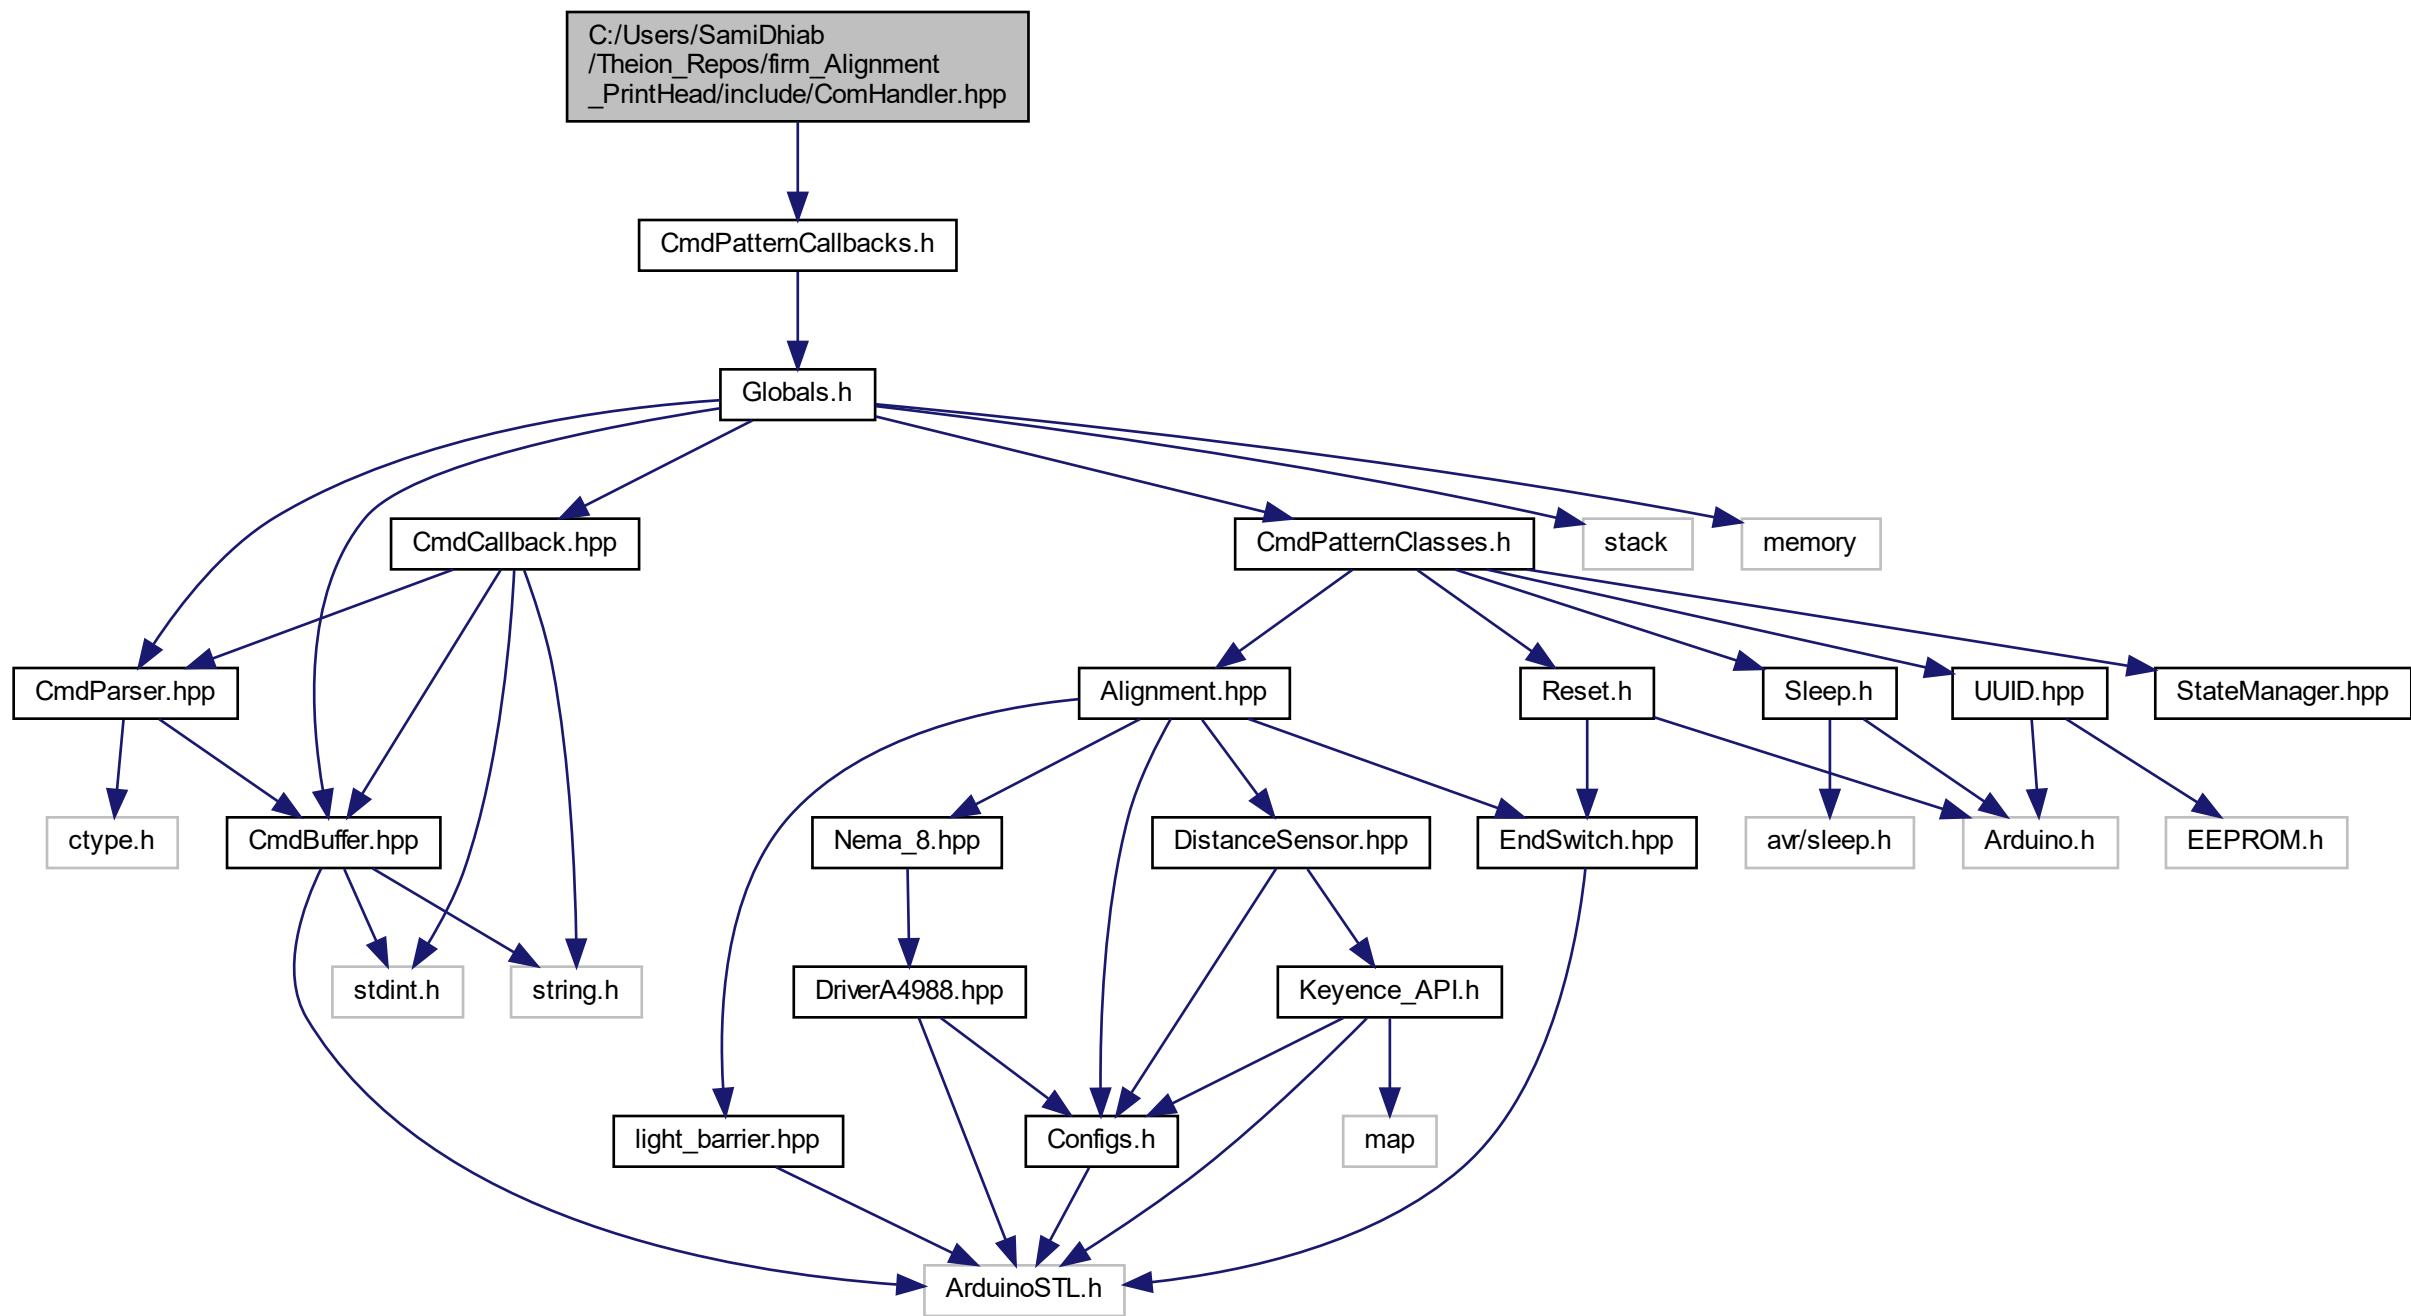 C:/Users/SamiDhiab
/Theion_Repos/firm_Alignment
_PrintHead/include/ComHandler.hpp
CmdPatternCallbacks.h
Globals.h
CmdCallback.hpp
CmdPatternClasses.h
stack
memory
CmdParser.hpp
Alignment.hpp
Reset.h
Sleep.h
UUID.hpp
StateManager.hpp
ctype.h
CmdBuffer.hpp
Nema_8.hpp
DistanceSensor.hpp
EndSwitch.hpp
avr/sleep.h
Arduino.h
EEPROM.h
stdint.h
string.h
DriverA4988.hpp
Keyence_API.h
light_barrier.hpp
Configs.h
map
ArduinoSTL.h